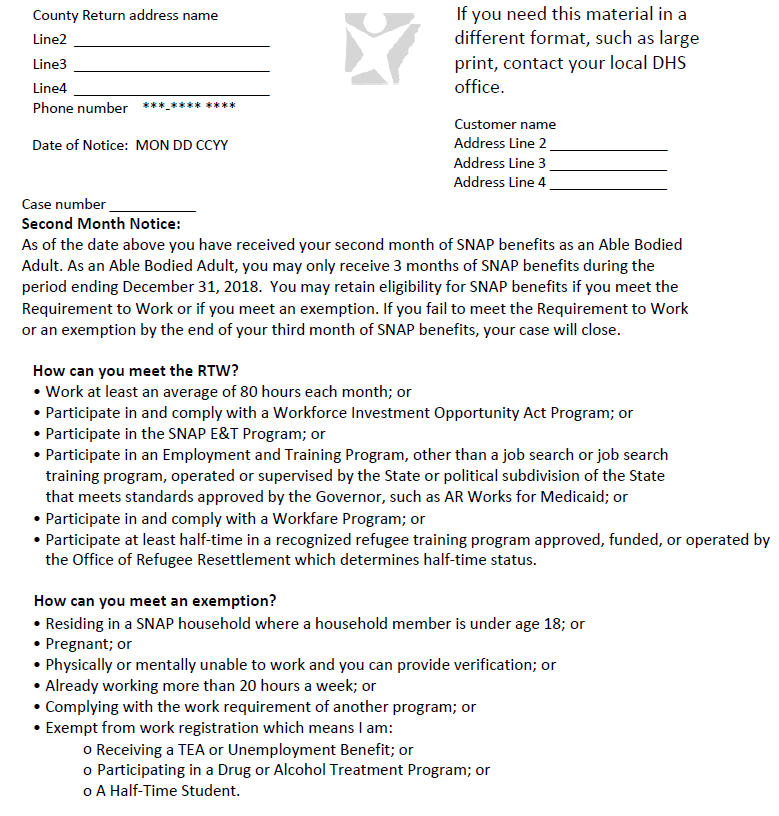 County Return address name
Line2 ___________________________
Line3 ___________________________
Line4 ___________________________
Phone number ***-**** ****
Date of Notice: MON DD CCYY
If you need this material in a
different format, such as large
print, contact your local DHS
office.
Customer name
Address Line 2 ________________
Address Line 3 ________________
Address Line 4 ________________
Case number ____________
Second Month Notice:
As of the date above you have received your second month of SNAP benefits as an Able Bodied
Adult. As an Able Bodied Adult, you may only receive 3 months of SNAP benefits during the
period ending December 31, 2018. You may retain eligibility for SNAP benefits if you meet the
Requirement to Work or if you meet an exemption. If you fail to meet the Requirement to Work
or an exemption by the end of your third month of SNAP benefits, your case will close.
How can you meet the RTW?
• Work at least an average of 80 hours each month; or
• Participate in and comply with a Workforce Investment Opportunity Act Program; or
• Participate in the SNAP E&T Program; or
• Participate in an Employment and Training Program, other than a job search or job search
training program, operated or supervised by the State or political subdivision of the State
that meets standards approved by the Governor, such as AR Works for Medicaid; or
• Participate in and comply with a Workfare Program; or
• Participate at least half-time in a recognized refugee training program approved, funded, or operated by
the Office of Refugee Resettlement which determines half-time status.
How can you meet an exemption?
• Residing in a SNAP household where a household member is under age 18; or
• Pregnant; or
• Physically or mentally unable to work and you can provide verification; or
• Already working more than 20 hours a week; or
• Complying with the work requirement of another program; or
• Exempt from work registration which means I am:
o Receiving a TEA or Unemployment Benefit; or
o Participating in a Drug or Alcohol Treatment Program; or
o A Half-Time Student.